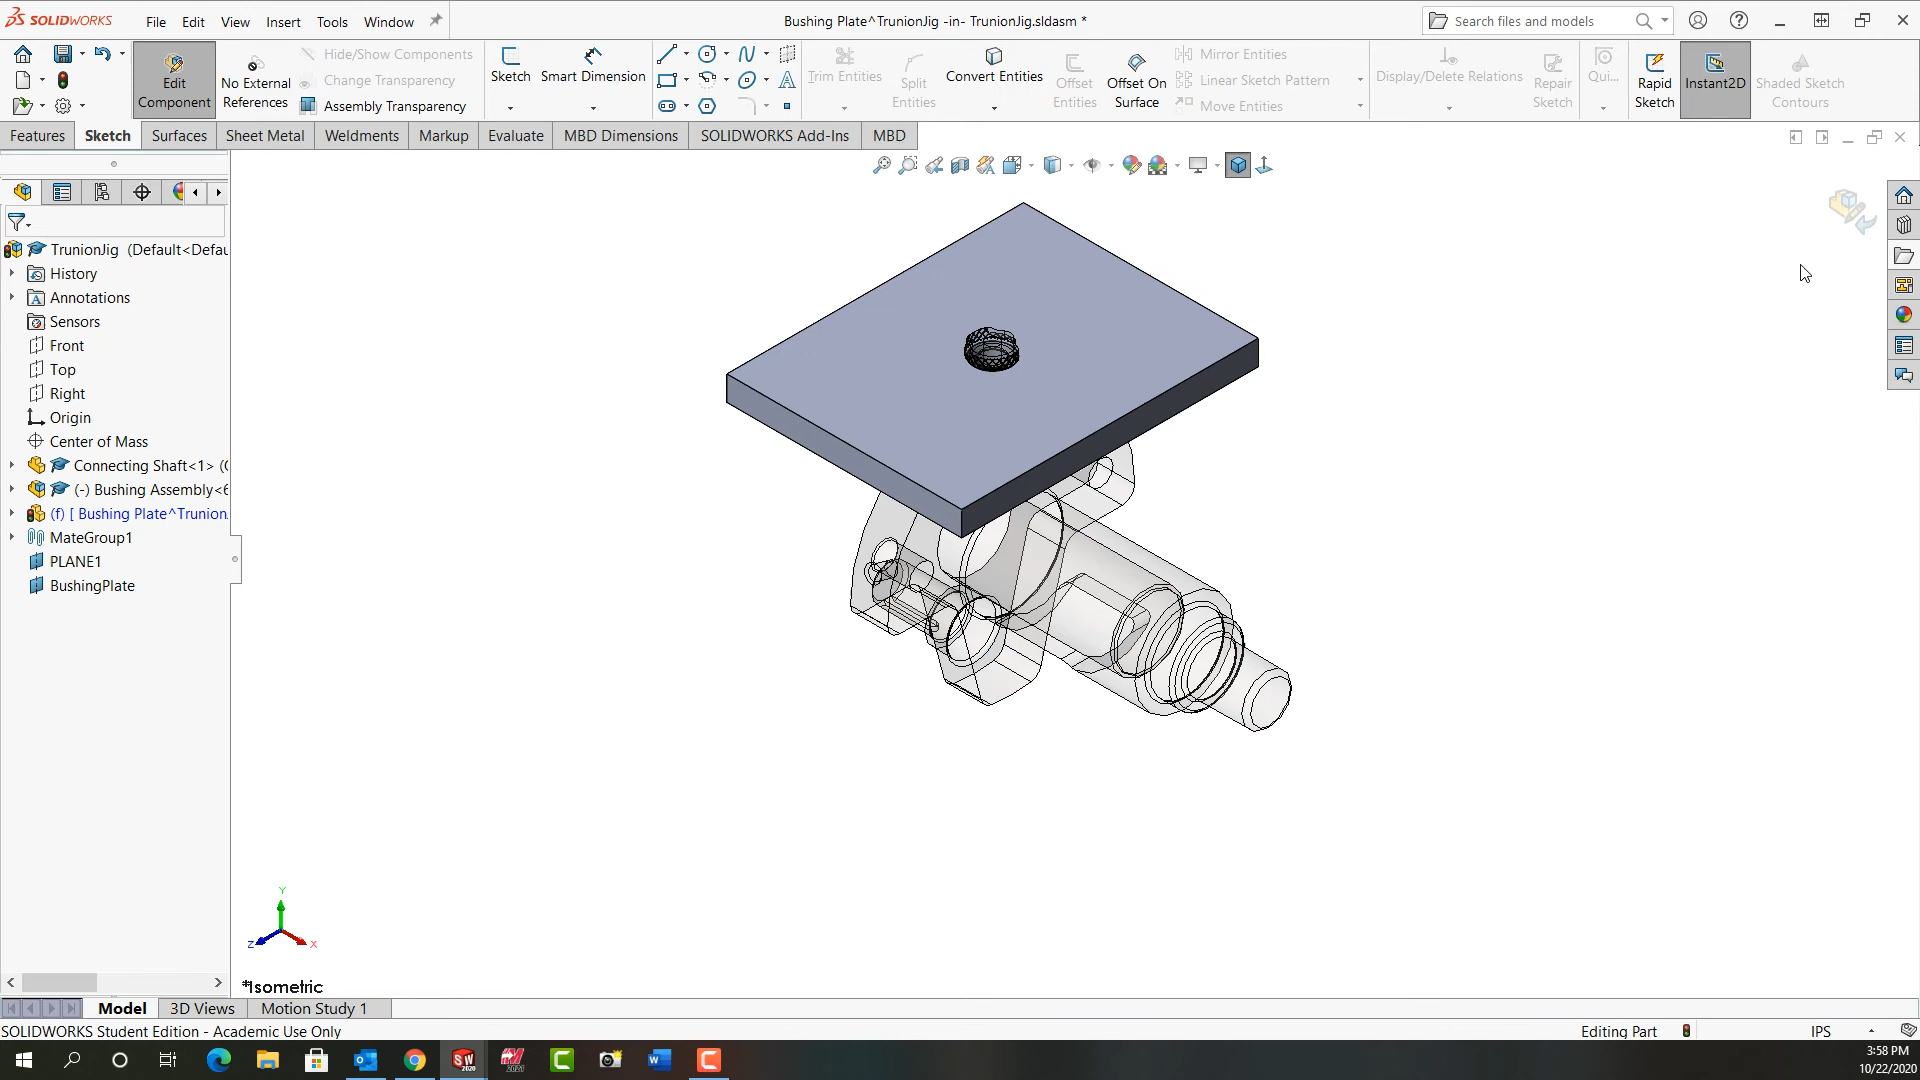 SOLIDWORKS
File Edit View Insert Tools Window
Bushing Plate^TrunionJig -in- TrunionJig.sldasm *
Search files and models
Edit Component
No External References
Hide/Show Components
Change Transparency
Assembly Transparency
Sketch
Smart Dimension
Trim Entities
Split Entities
Convert Entities
Offset Entities
Offset On Surface
Mirror Entities
Linear Sketch Pattern
Move Entities
Display/Delete Relations
Repair Sketch
Qui...
Rapid Sketch
Instant2D
Shaded Sketch Contours
Features Sketch Surfaces Sheet Metal Weldments Markup Evaluate MBD Dimensions SOLIDWORKS Add-Ins MBD
TrunionJig (Default<Defau
History
Annotations
Sensors
Front
Top
Right
Origin
Center of Mass
Connecting Shaft<1> (
(-) Bushing Assembly<6
(f) [ Bushing Plate^Trunion
MateGroup1
PLANE1
BushingPlate
Y
Z
X
*Isometric
Model 3D Views Motion Study 1
SOLIDWORKS Student Edition - Academic Use Only
Editing Part
IPS
3:58 PM
10/22/2020